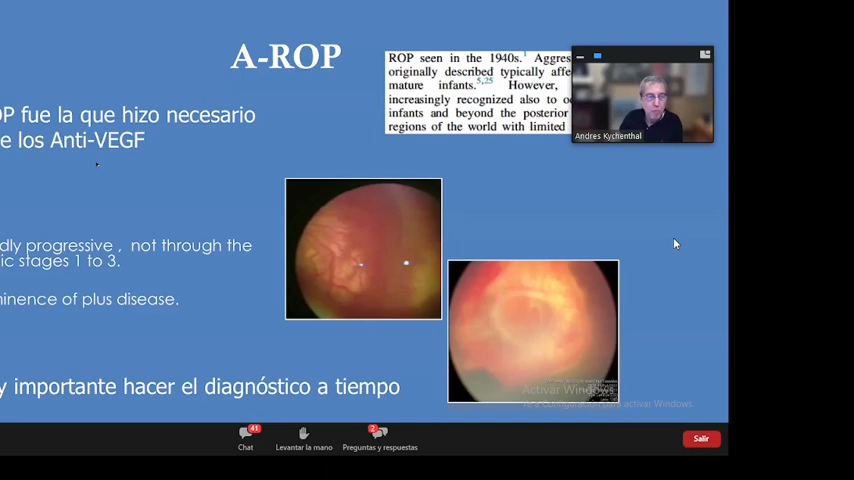 A-ROP
ROP seen in the 1940s.1 Aggres
originally described typically affe
mature infants.5,25 However,
increasingly recognized also to oc
infants and beyond the posterior
regions of the world with limited
Andres Kychenthal
OP fue la que hizo necesario
e los Anti-VEGF
dly progressive , not through the
ic stages 1 to 3.
ninence of plus disease.
y importante hacer el diagnóstico a tiempo
Activar Windows
Ve a Configuración para activar Windows.
41
2
Chat
Levantar la mano
Preguntas y respuestas
Salir